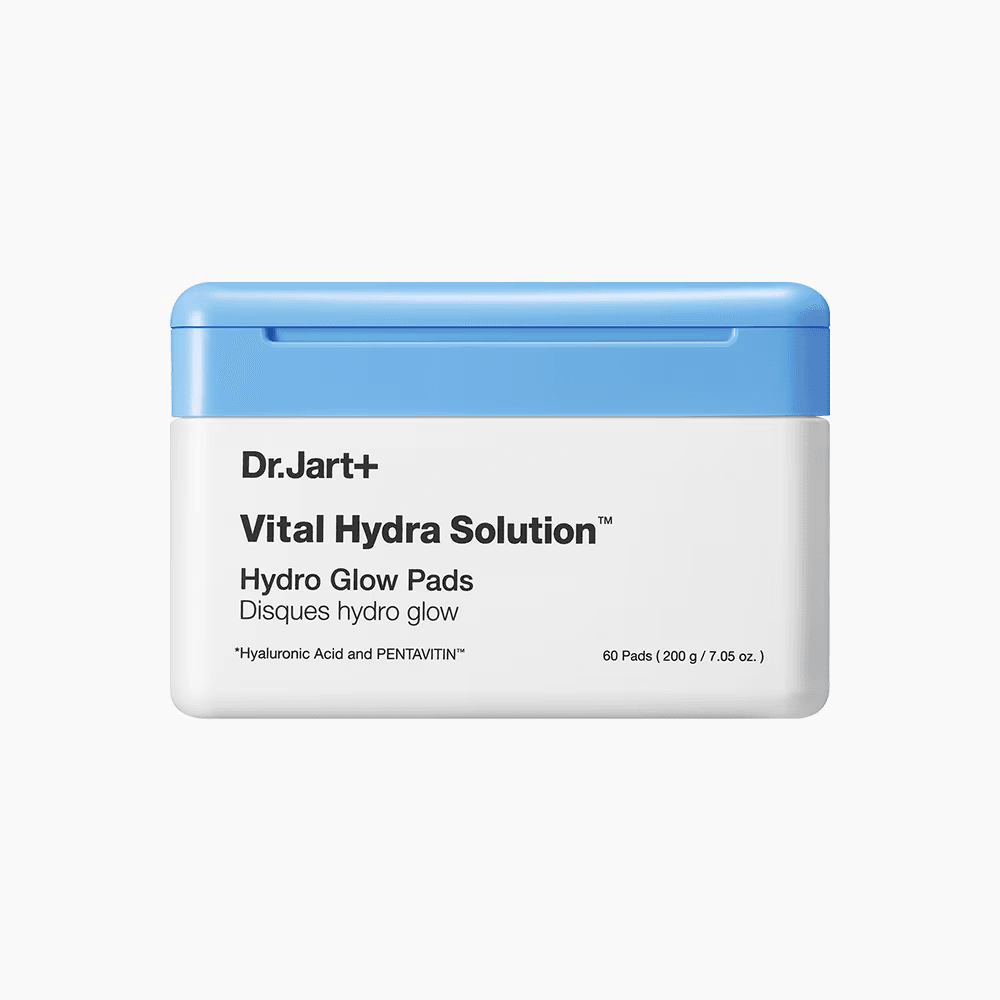 Dr.Jart+
Vital Hydra Solution™
Hydro Glow Pads
Disques hydro glow
*Hyaluronic Acid and PENTAVITIN™
60 Pads ( 200 g / 7.05 oz. )